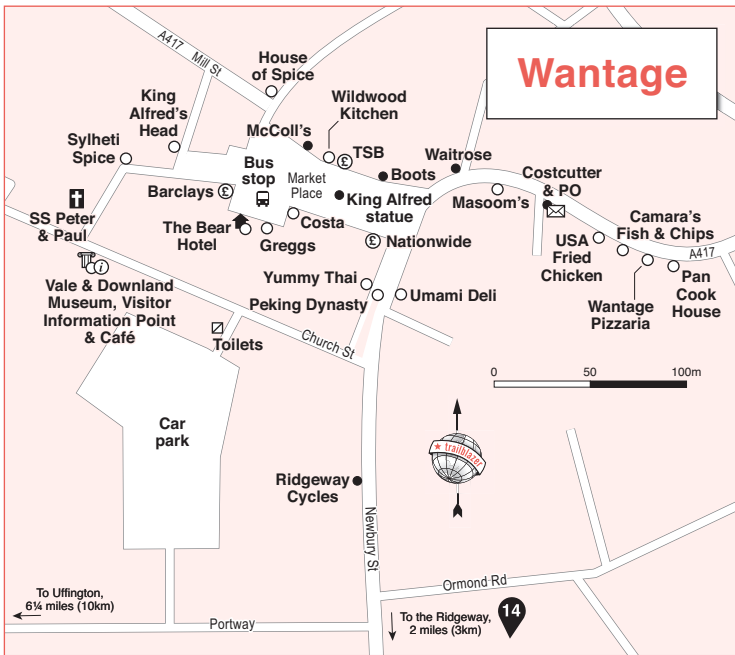 Wantage
A417
Mill St
House
of Spice
King
Alfred's
Head
Wildwood
Kitchen
McColl's
TSB
£
Sylheti
Spice
Bus
stop
Market
Place
Boots
Waitrose
Costcutter
& PO
Barclays
£
King Alfred
statue
Masoom's
SS Peter
& Paul
The Bear
Hotel
Greggs
Costa
£
Nationwide
USA
Fried
Chicken
Camara's
Fish & Chips
A417
Wantage
Pizzaria
Pan
Cook
House
i
Vale & Downland
Museum, Visitor
Information Point
& Café
Yummy Thai
Peking Dynasty
Umami Deli
Toilets
Church St
0 50 100m
Car
park
trailblazer
Ridgeway
Cycles
Newbury St
Ormond Rd
To Uffington,
6¼ miles (10km)
Portway
To the Ridgeway,
2 miles (3km)
14